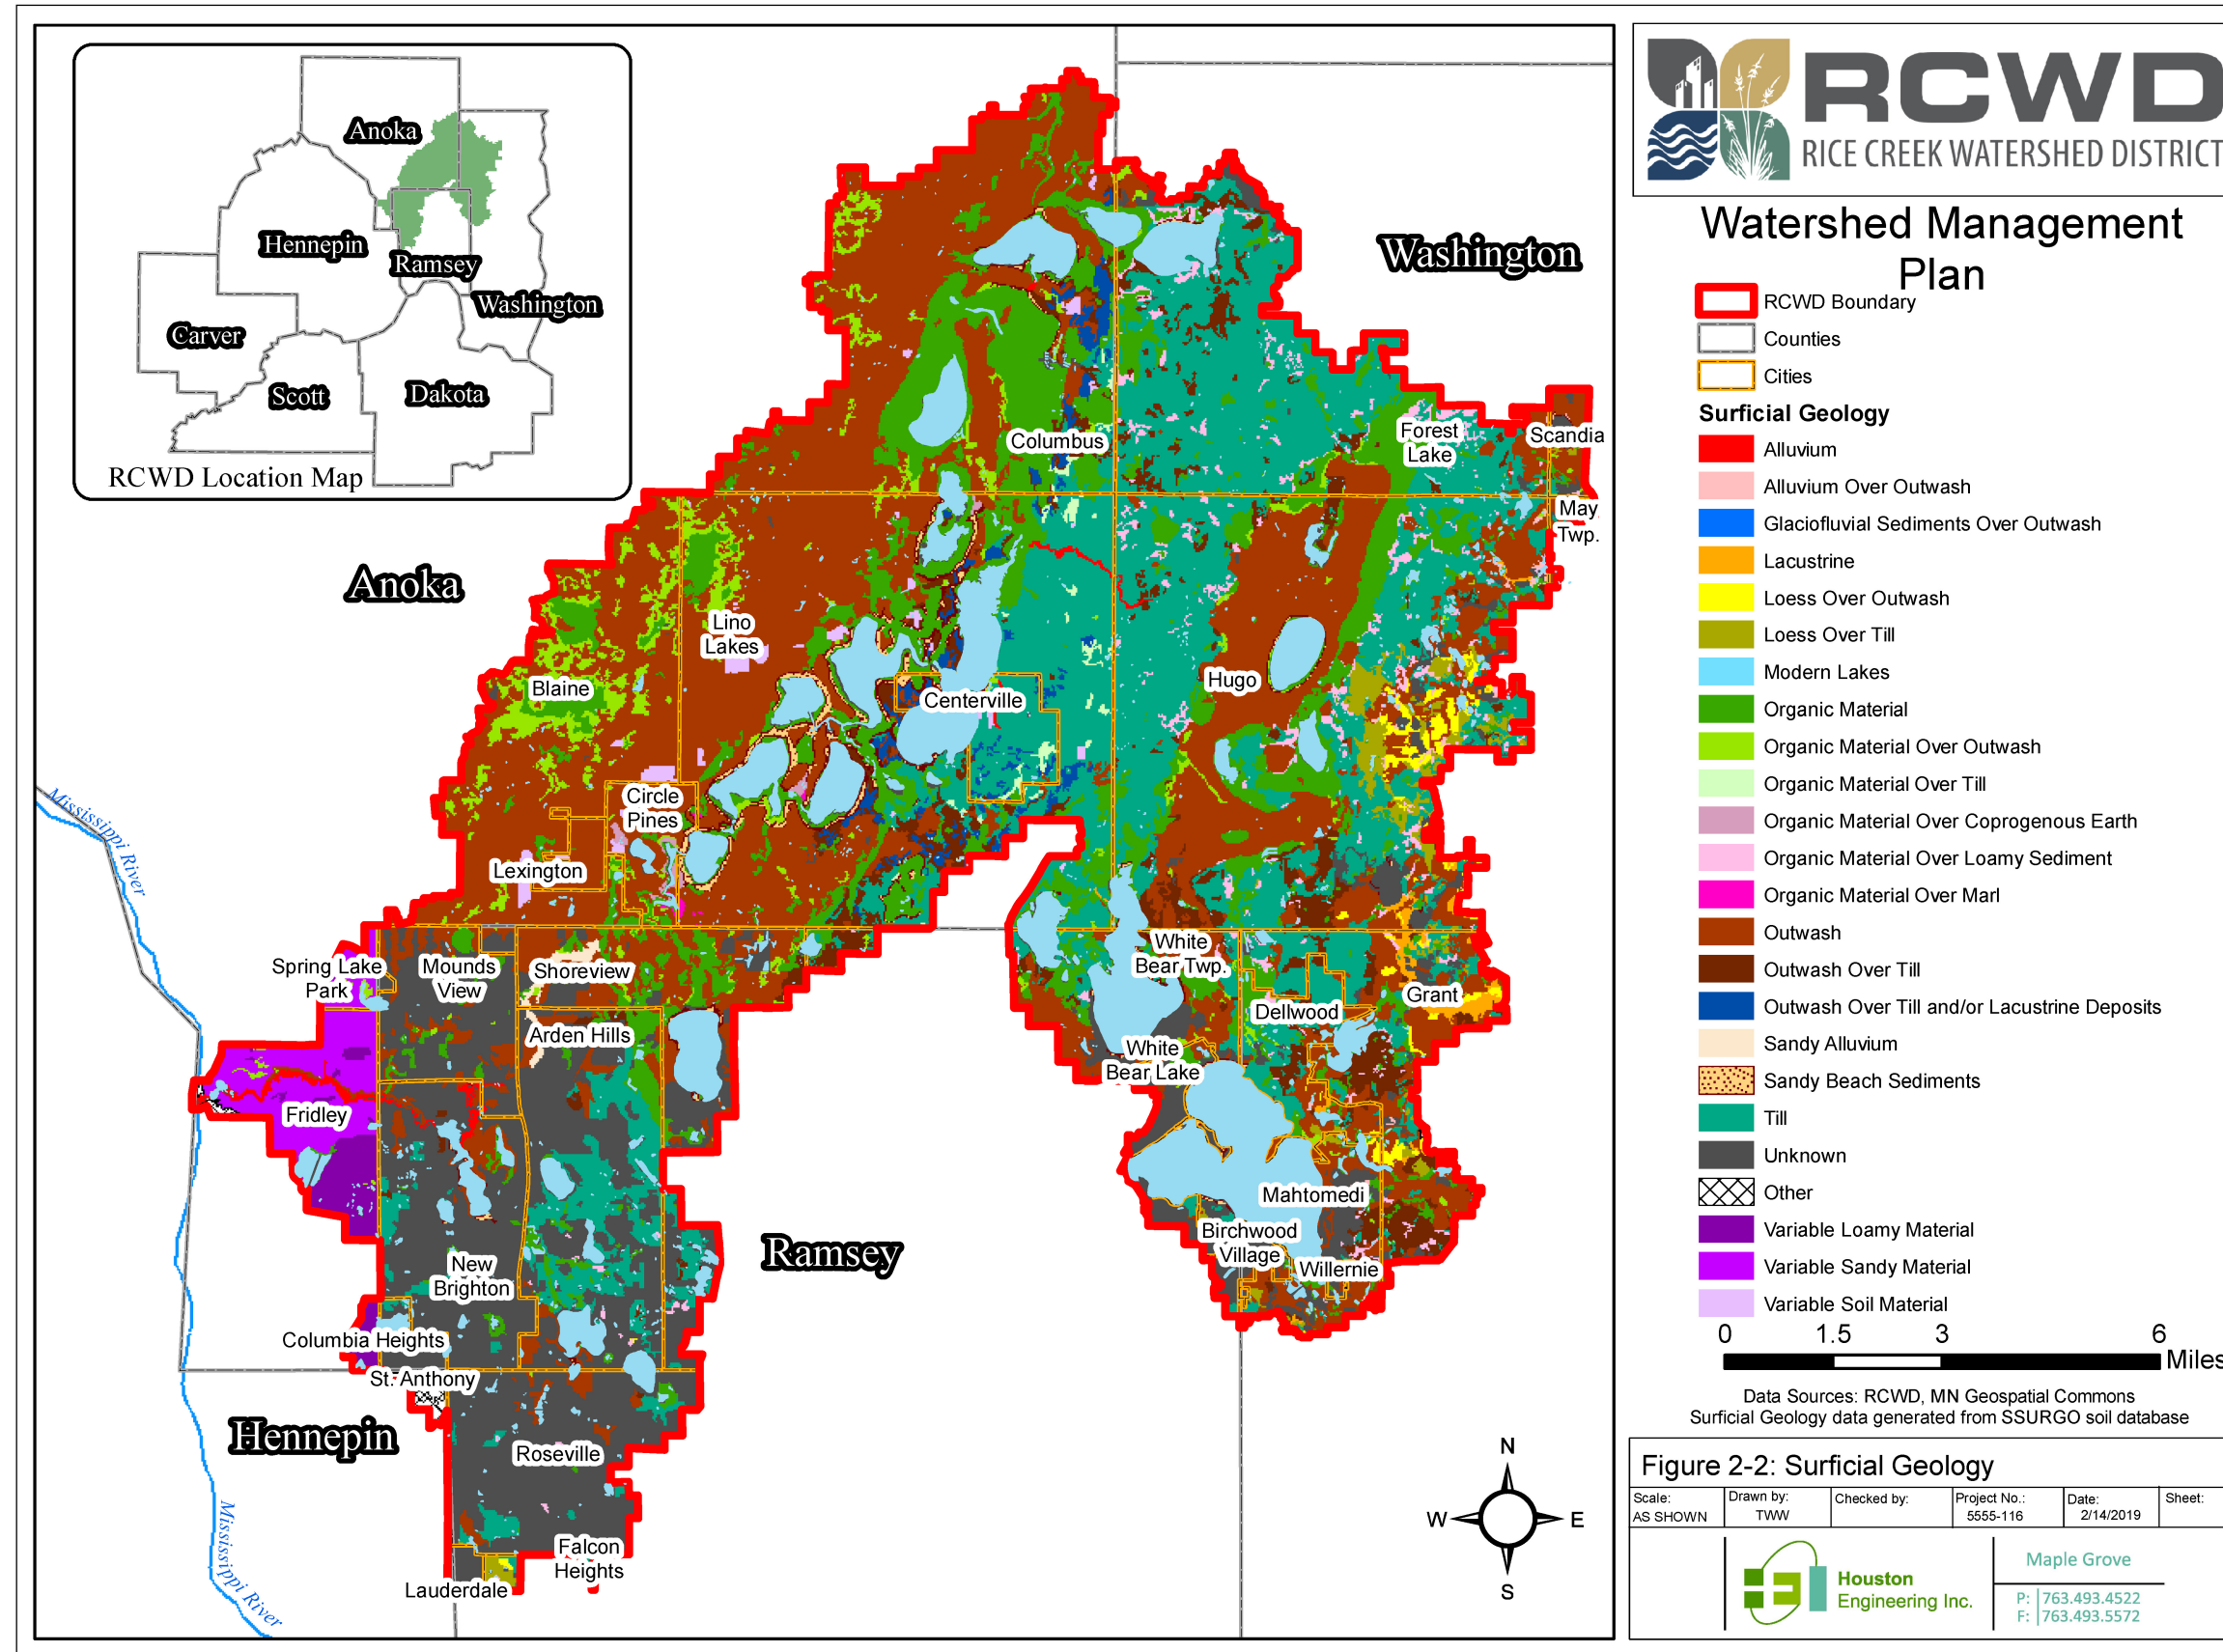 Anoka
Hennepin
Ramsey
Washington
Carver
Scott
Dakota
RCWD Location Map
Washington
Anoka
Ramsey
Hennepin
Mississippi River
Mississippi River
Columbus
Forest
Lake
Scandia
May
Twp.
Lino
Lakes
Blaine
Hugo
Centerville
Circle
Pines
Lexington
Spring Lake
Park
Mounds
View
Shoreview
Arden Hills
White
Bear Twp.
Dellwood
Grant
White
Bear Lake
Fridley
Mahtomedi
Birchwood
Village
Willernie
New
Brighton
Columbia Heights
St. Anthony
Roseville
Falcon
Heights
Lauderdale
N
W
E
S
RCWD
RICE CREEK WATERSHED DISTRICT
Watershed Management
Plan
RCWD Boundary
Counties
Cities
Surficial Geology
Alluvium
Alluvium Over Outwash
Glaciofluvial Sediments Over Outwash
Lacustrine
Loess Over Outwash
Loess Over Till
Modern Lakes
Organic Material
Organic Material Over Outwash
Organic Material Over Till
Organic Material Over Coprogenous Earth
Organic Material Over Loamy Sediment
Organic Material Over Marl
Outwash
Outwash Over Till
Outwash Over Till and/or Lacustrine Deposits
Sandy Alluvium
Sandy Beach Sediments
Till
Unknown
Other
Variable Loamy Material
Variable Sandy Material
Variable Soil Material
0 1.5 3 6
Miles
Data Sources: RCWD, MN Geospatial Commons
Surficial Geology data generated from SSURGO soil database
Figure 2-2: Surficial Geology
Scale:
AS SHOWN
Drawn by:
TWW
Checked by:
Project No.:
5555-116
Date:
2/14/2019
Sheet:
Houston
Engineering Inc.
Maple Grove
P: 763.493.4522
F: 763.493.5572